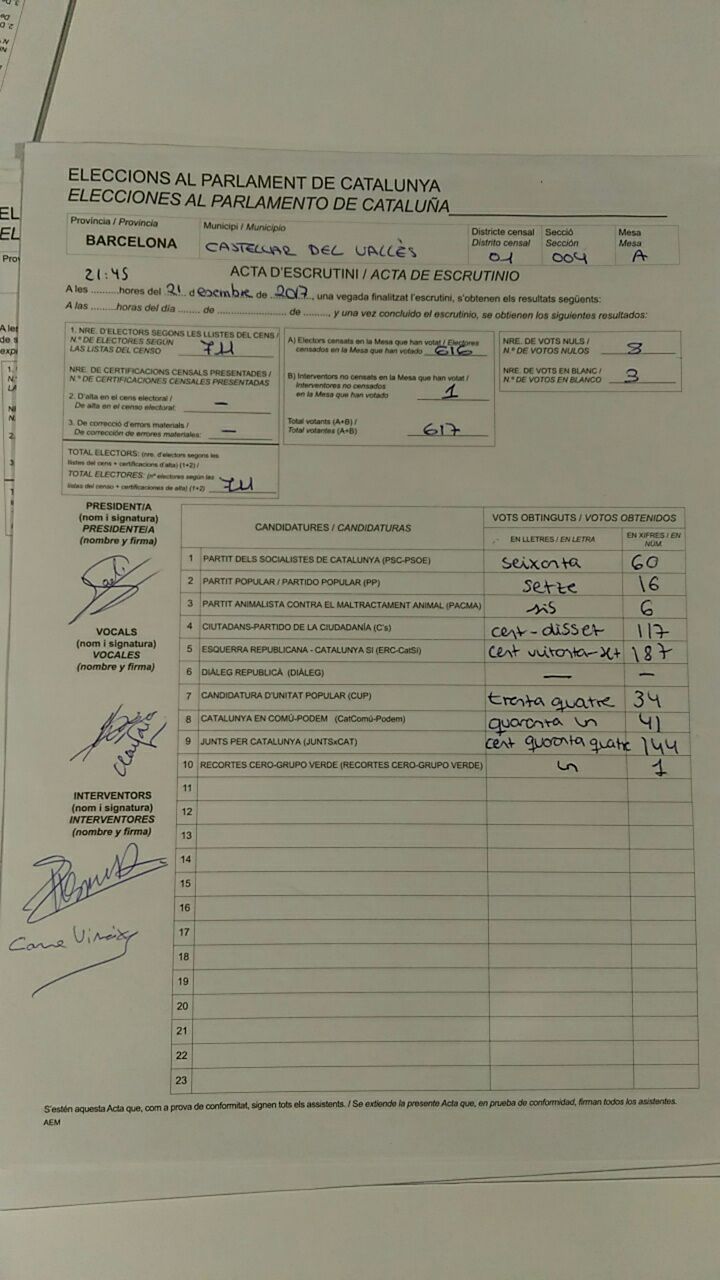 ELECCIONS AL PARLAMENT DE CATALUNYA
ELECCIONES AL PARLAMENTO DE CATALUÑA
Provincia / Provincia
BARCELONA
Municipi / Municipio
CASTELLAR DEL VALLÈS
Districte censal
Distrito censal
01
Secció
Sección
004
Mesa
Mesa
A
ACTA D'ESCRUTINI / ACTA DE ESCRUTINIO
21:45
A les .........hores del 21 desembre de 2017, una vegada finalitzat l'escrutini, s'obtenen els resultats següents:
A las .........horas del día ....... de ...................... de ........., y una vez concluido el escrutinio, se obtienen los siguientes resultados:
1. NRE. D'ELECTORS SEGONS LES LLISTES DEL CENS /
N.º DE ELECTORES SEGÚN
LAS LISTAS DEL CENSO 711
NRE. DE CERTIFICACIONS CENSALS PRESENTADES /
N.º DE CERTIFICACIONES CENSALES PRESENTADAS
2. D'alta en el cens electoral /
De alta en el censo electoral: —
3. De correcció d'errors materials /
De corrección de errores materiales: —
TOTAL ELECTORS: (nre. d'electors segons les
llistes del cens + certificacions d'alta) (1+2) /
TOTAL ELECTORES: (nº electores según las
listas del censo + certificaciones de alta) (1+2) 711
A) Electors censats en la Mesa que han votat / Electores
censados en la Mesa que han votado 616
B) Interventors no censats en la Mesa que han votat /
Interventores no censados
en la Mesa que han votado 1
Total votants (A+B) /
Total votantes (A+B) 617
NRE. DE VOTS NULS /
N.º DE VOTOS NULOS 8
NRE. DE VOTS EN BLANC /
N.º DE VOTOS EN BLANCO 3
PRESIDENT/A
(nom i signatura)
PRESIDENTE/A
(nombre y firma)
VOCALS
(nom i signatura)
VOCALES
(nombre y firma)
INTERVENTORS
(nom i signatura)
INTERVENTORES
(nombre y firma)
CANDIDATURES / CANDIDATURAS
VOTS OBTINGUTS / VOTOS OBTENIDOS
EN LLETRES / EN LETRA
EN XIFRES / EN NÚM.
1 PARTIT DELS SOCIALISTES DE CATALUNYA (PSC-PSOE) seixanta 60
2 PARTIT POPULAR / PARTIDO POPULAR (PP) setze 16
3 PARTIT ANIMALISTA CONTRA EL MALTRACTAMENT ANIMAL (PACMA) sis 6
4 CIUTADANS-PARTIDO DE LA CIUDADANÍA (C's) cent-disset 117
5 ESQUERRA REPUBLICANA - CATALUNYA SI (ERC-CatSi) cent vuitanta-set 187
6 DIÀLEG REPUBLICÀ (DIÀLEG) — —
7 CANDIDATURA D'UNITAT POPULAR (CUP) trenta quatre 34
8 CATALUNYA EN COMÚ-PODEM (CatComú-Podem) quaranta un 41
9 JUNTS PER CATALUNYA (JUNTSxCAT) cent quaranta quatre 144
10 RECORTES CERO-GRUPO VERDE (RECORTES CERO-GRUPO VERDE) un 1
11
12
13
14
15
16
17
18
19
20
21
22
23
S'estén aquesta Acta que, com a prova de conformitat, signen tots els assistents. / Se extiende la presente Acta que, en prueba de conformidad, firman todos los asistentes.
AEM